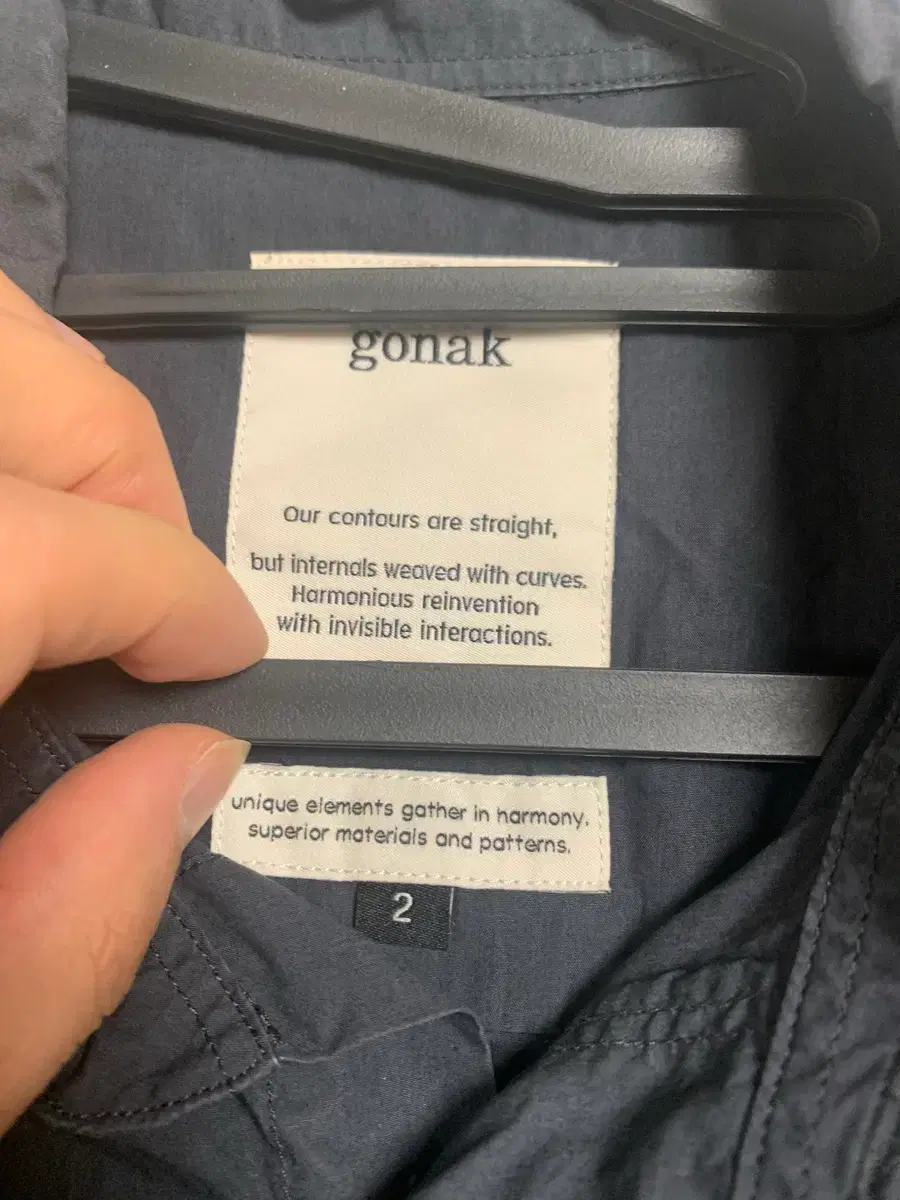 gonak
Our contours are straight,
but internals weaved with curves.
Harmonious reinvention
with invisible interactions.
unique elements gather in harmony.
superior materials and patterns.
2